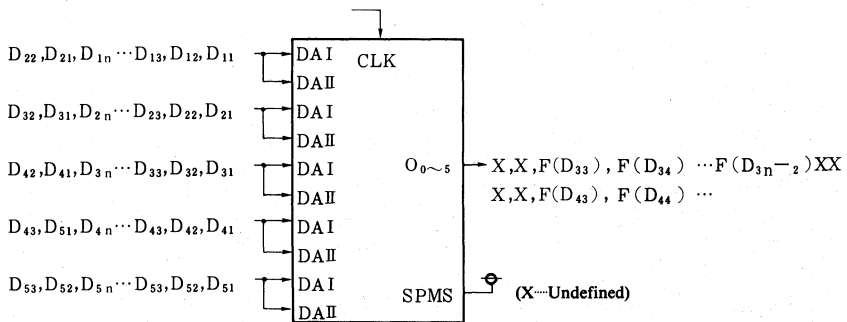 CLK
D₂₂,D₂₁,D₁ₙ⋯D₁₃,D₁₂,D₁₁ DAI
DAII
D₃₂,D₃₁,D₂ₙ⋯D₂₃,D₂₂,D₂₁ DAI
DAII
D₄₂,D₄₁,D₃ₙ⋯D₃₃,D₃₂,D₃₁ DAI
O₀～₅ X,X,F(D₃₃),F(D₃₄) ⋯F(D₃ₙ₋₂)XX
DAII
X,X,F(D₄₃),F(D₄₄) ⋯
D₄₃,D₅₁,D₄ₙ⋯D₄₃,D₄₂,D₄₁ DAI
DAII
D₅₃,D₅₂,D₅ₙ⋯D₅₃,D₅₂,D₅₁ DAI
SPMS (X⋯Undefined)
DAII